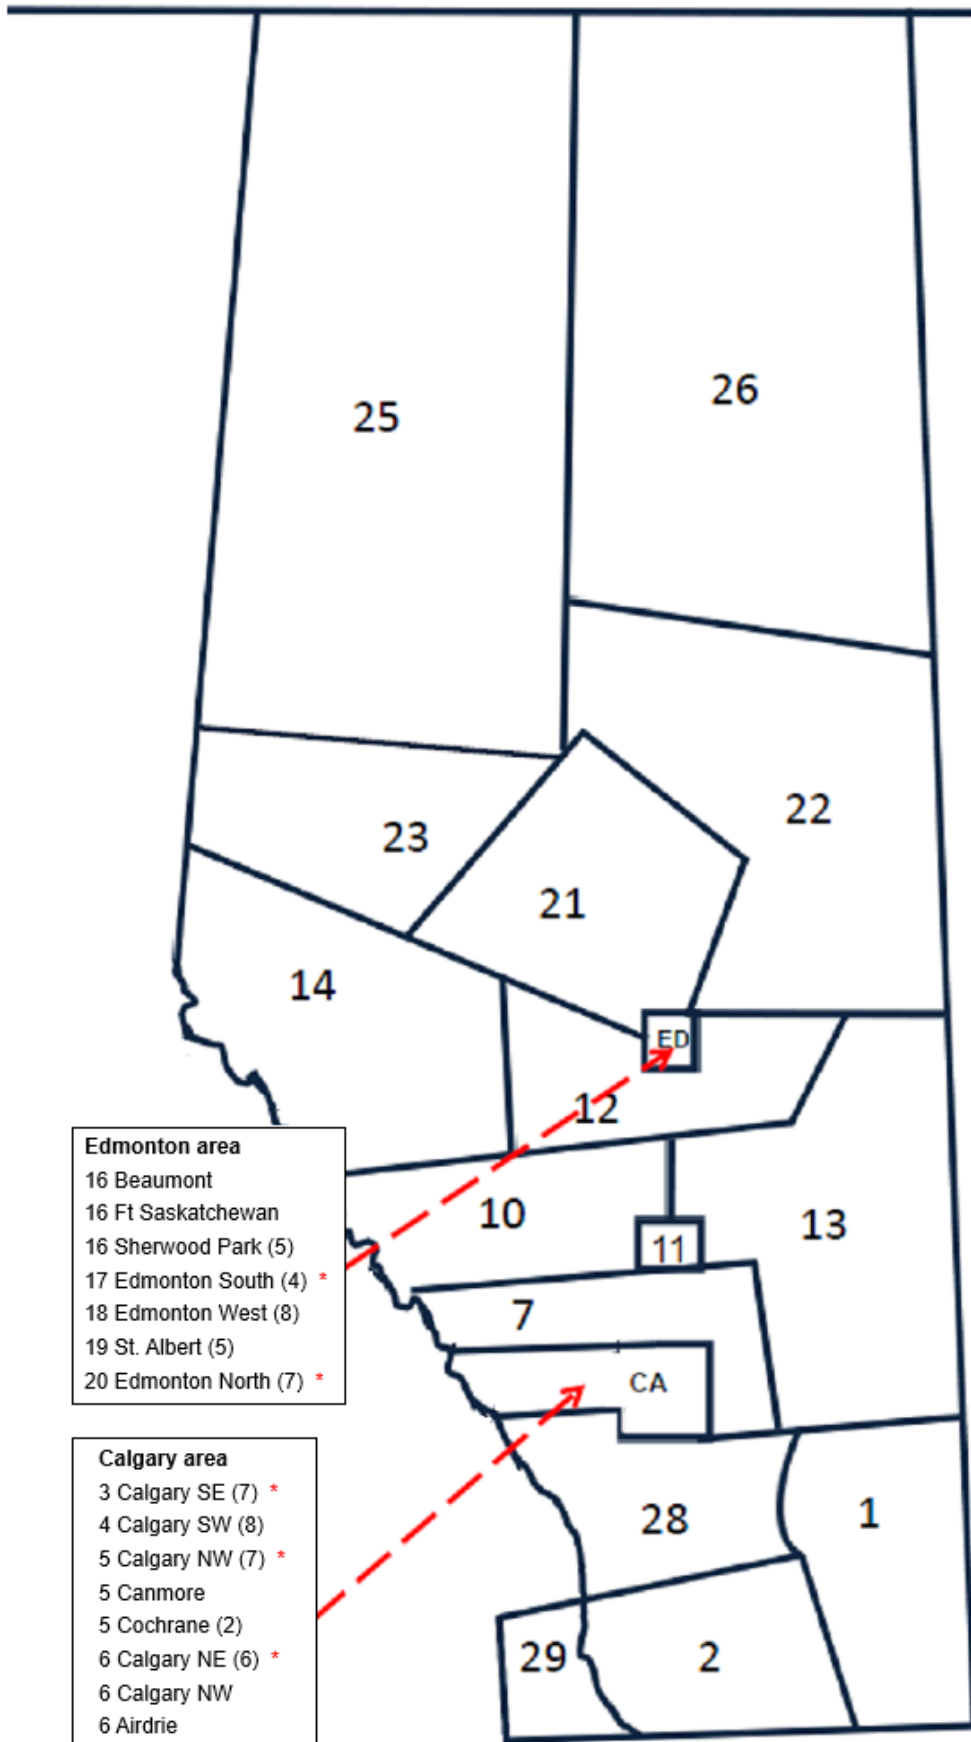 25
26
22
23
21
14
ED
12
Edmonton area
16 Beaumont
16 Ft Saskatchewan
16 Sherwood Park (5)
17 Edmonton South (4) *
18 Edmonton West (8)
19 St. Albert (5)
20 Edmonton North (7) *
10
13
11
7
CA
Calgary area
3 Calgary SE (7) *
4 Calgary SW (8)
5 Calgary NW (7) *
5 Canmore
5 Cochrane (2)
6 Calgary NE (6) *
6 Calgary NW
6 Airdrie
28
1
29
2